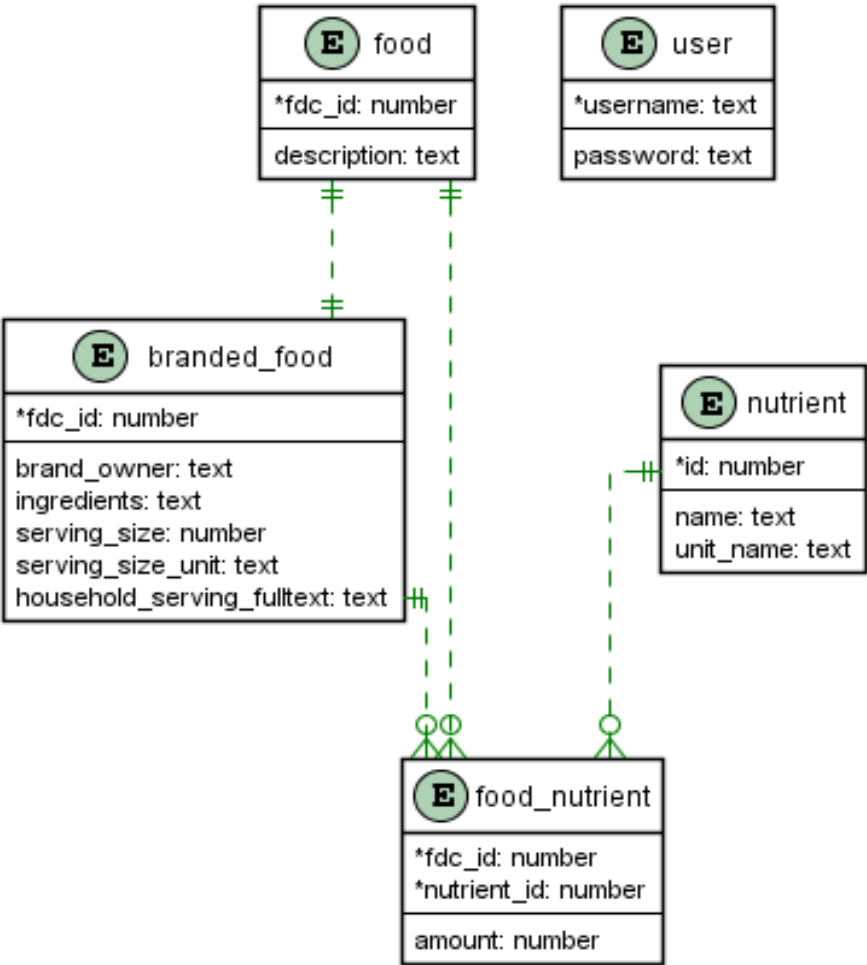 E food
*fdc_id: number
description: text
E user
*username: text
password: text
E branded_food
*fdc_id: number
brand_owner: text
ingredients: text
serving_size: number
serving_size_unit: text
household_serving_fulltext: text
E nutrient
*id: number
name: text
unit_name: text
E food_nutrient
*fdc_id: number
*nutrient_id: number
amount: number